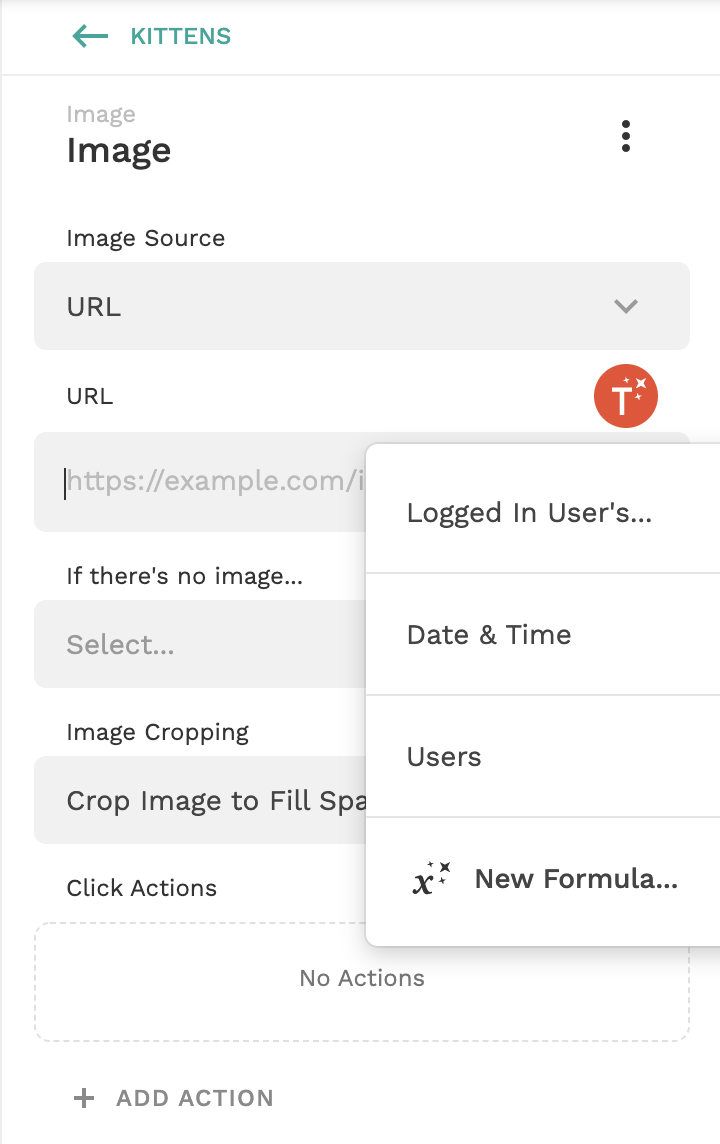 KITTENS
Image
Image
Image Source
URL
URL
T
https://example.com/i
Logged In User's...
If there's no image...
Select...
Date & Time
Image Cropping
Users
Crop Image to Fill Spa
Click Actions
x New Formula...
No Actions
+ ADD ACTION